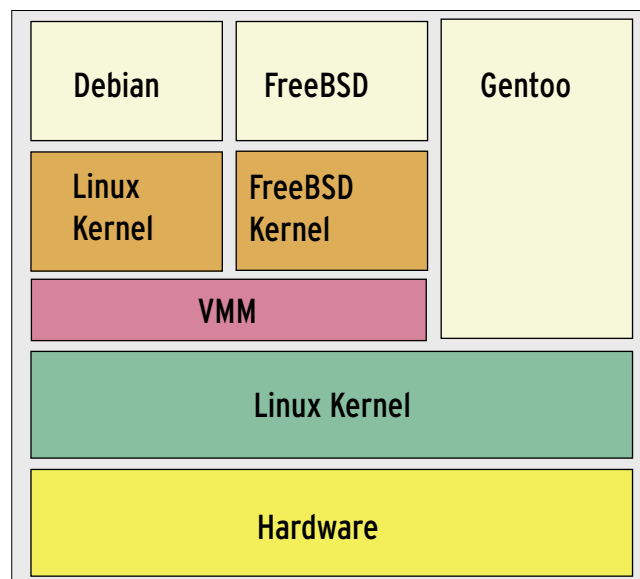 Debian
FreeBSD
Gentoo
Linux
Kernel
FreeBSD
Kernel
VMM
Linux Kernel
Hardware